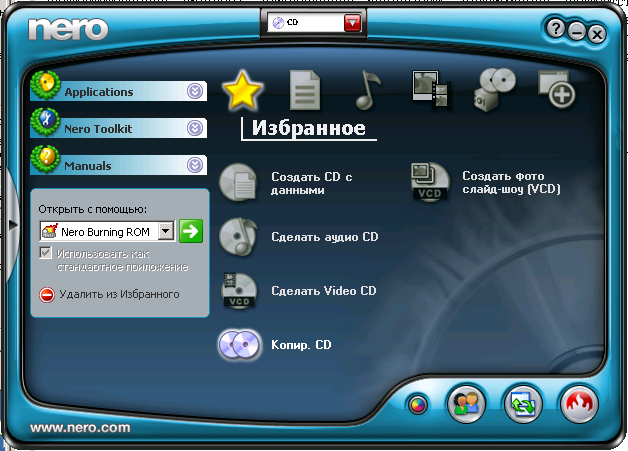 nero
CD
Applications
Nero Toolkit
Manuals
Избранное
Открыть с помощью:
Nero Burning ROM
Использовать как
стандартное приложение
Удалить из Избранного
Создать CD с
данными
Сделать аудио CD
VCD
Сделать Video CD
Копир. CD
VCD
Создать фото
слайд-шоу (VCD)
www.nero.com